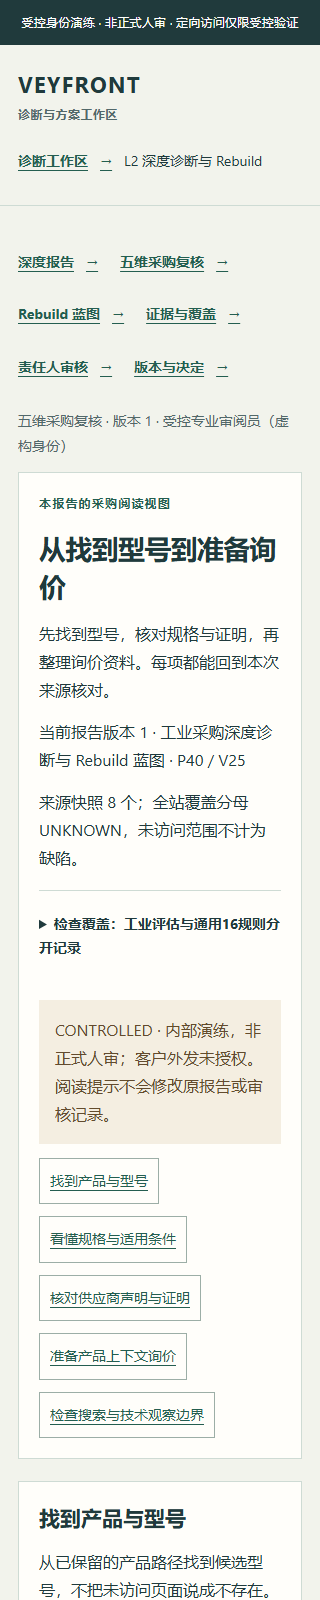 受控身份演练 · 非正式人审 · 定向访问仅限受控验证
VEYFRONT
诊断与方案工作区
诊断工作区 → L2 深度诊断与 Rebuild
深度报告 → 五维采购复核 →
Rebuild 蓝图 → 证据与覆盖 →
责任人审核 → 版本与决定 →
五维采购复核 · 版本 1 · 受控专业审阅员（虚
构身份）
本报告的采购阅读视图
从找到型号到准备询
价
先找到型号，核对规格与证明，再
整理询价资料。每项都能回到本次
来源核对。
当前报告版本 1 · 工业采购深度诊
断与 Rebuild 蓝图 · P40 / V25
来源快照 8 个；全站覆盖分母
UNKNOWN，未访问范围不计为
缺陷。
▶ 检查覆盖：工业评估与通用16规则分
开记录
CONTROLLED · 内部演练，非
正式人审；客户外发未授权。
阅读提示不会修改原报告或审
核记录。
找到产品与型号
看懂规格与适用条件
核对供应商声明与证明
准备产品上下文询价
检查搜索与技术观察边界
找到产品与型号
从已保留的产品路径找到候选型
号，不把未访问页面说成不存在。